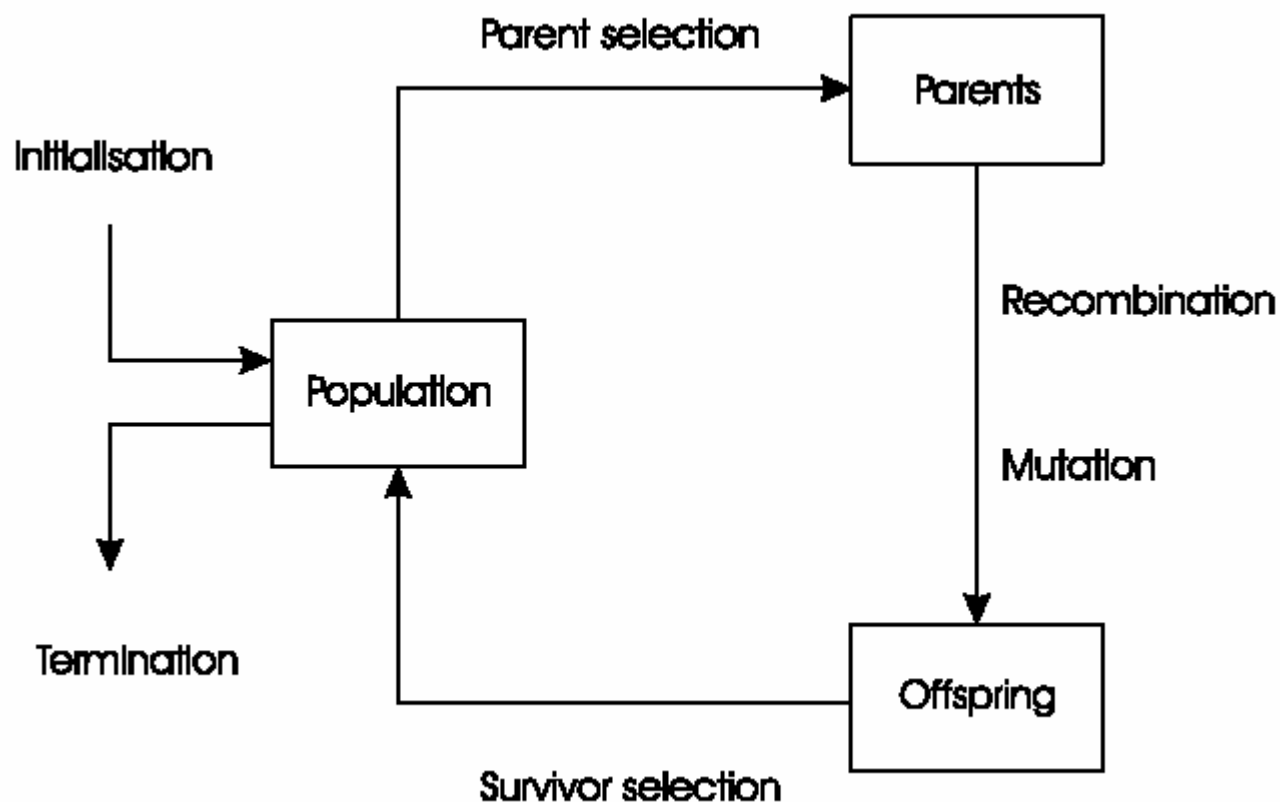 Parent selection
Parents
Initialisation
Recombination
Population
Mutation
Termination
Offspring
Survivor selection